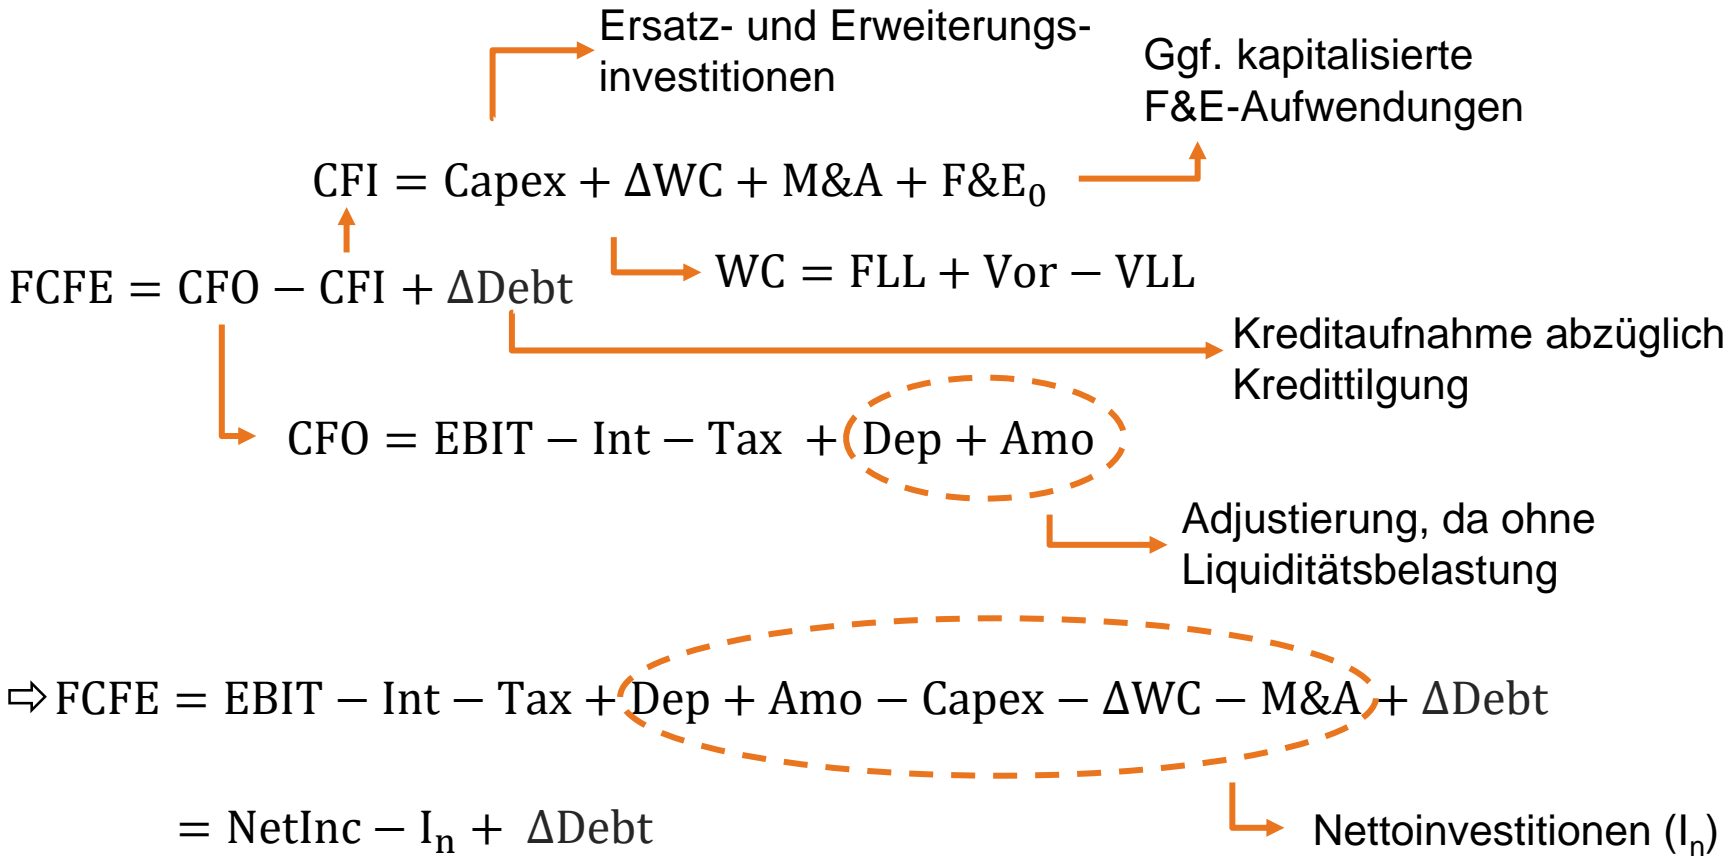 Ersatz- und Erweiterungs-
investitionen
Ggf. kapitalisierte
F&E-Aufwendungen
CFI = Capex + ΔWC + M&A + F&E₀
WC = FLL + Vor − VLL
FCFE = CFO − CFI + ΔDebt
Kreditaufnahme abzüglich
Kredittilgung
CFO = EBIT − Int − Tax + Dep + Amo
Adjustierung, da ohne
Liquiditätsbelastung
⇨ FCFE = EBIT − Int − Tax + Dep + Amo − Capex − ΔWC − M&A + ΔDebt
= NetInc − Iₙ + ΔDebt
Nettoinvestitionen (Iₙ)